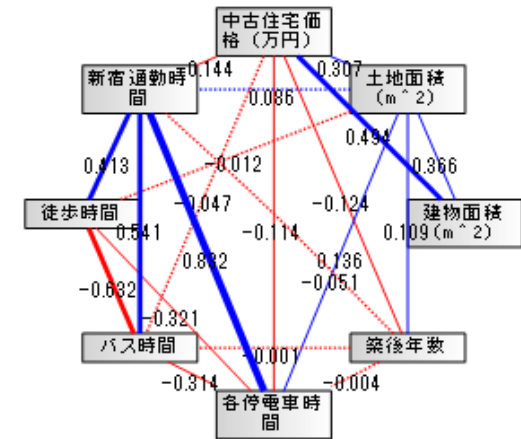 中古住宅価
格（万円）
-0.144
0.307
新宿通勤時
間
土地面積
(m^2)
0.086
0.494
0.413
-0.012
0.366
徒歩時間
-0.047
-0.124
建物面積
(m^2)
0.541
-0.114
0.109
0.832
0.136
-0.632
-0.051
-0.321
バス時間
-0.001
築後年数
-0.314
-0.004
各停電車時
間